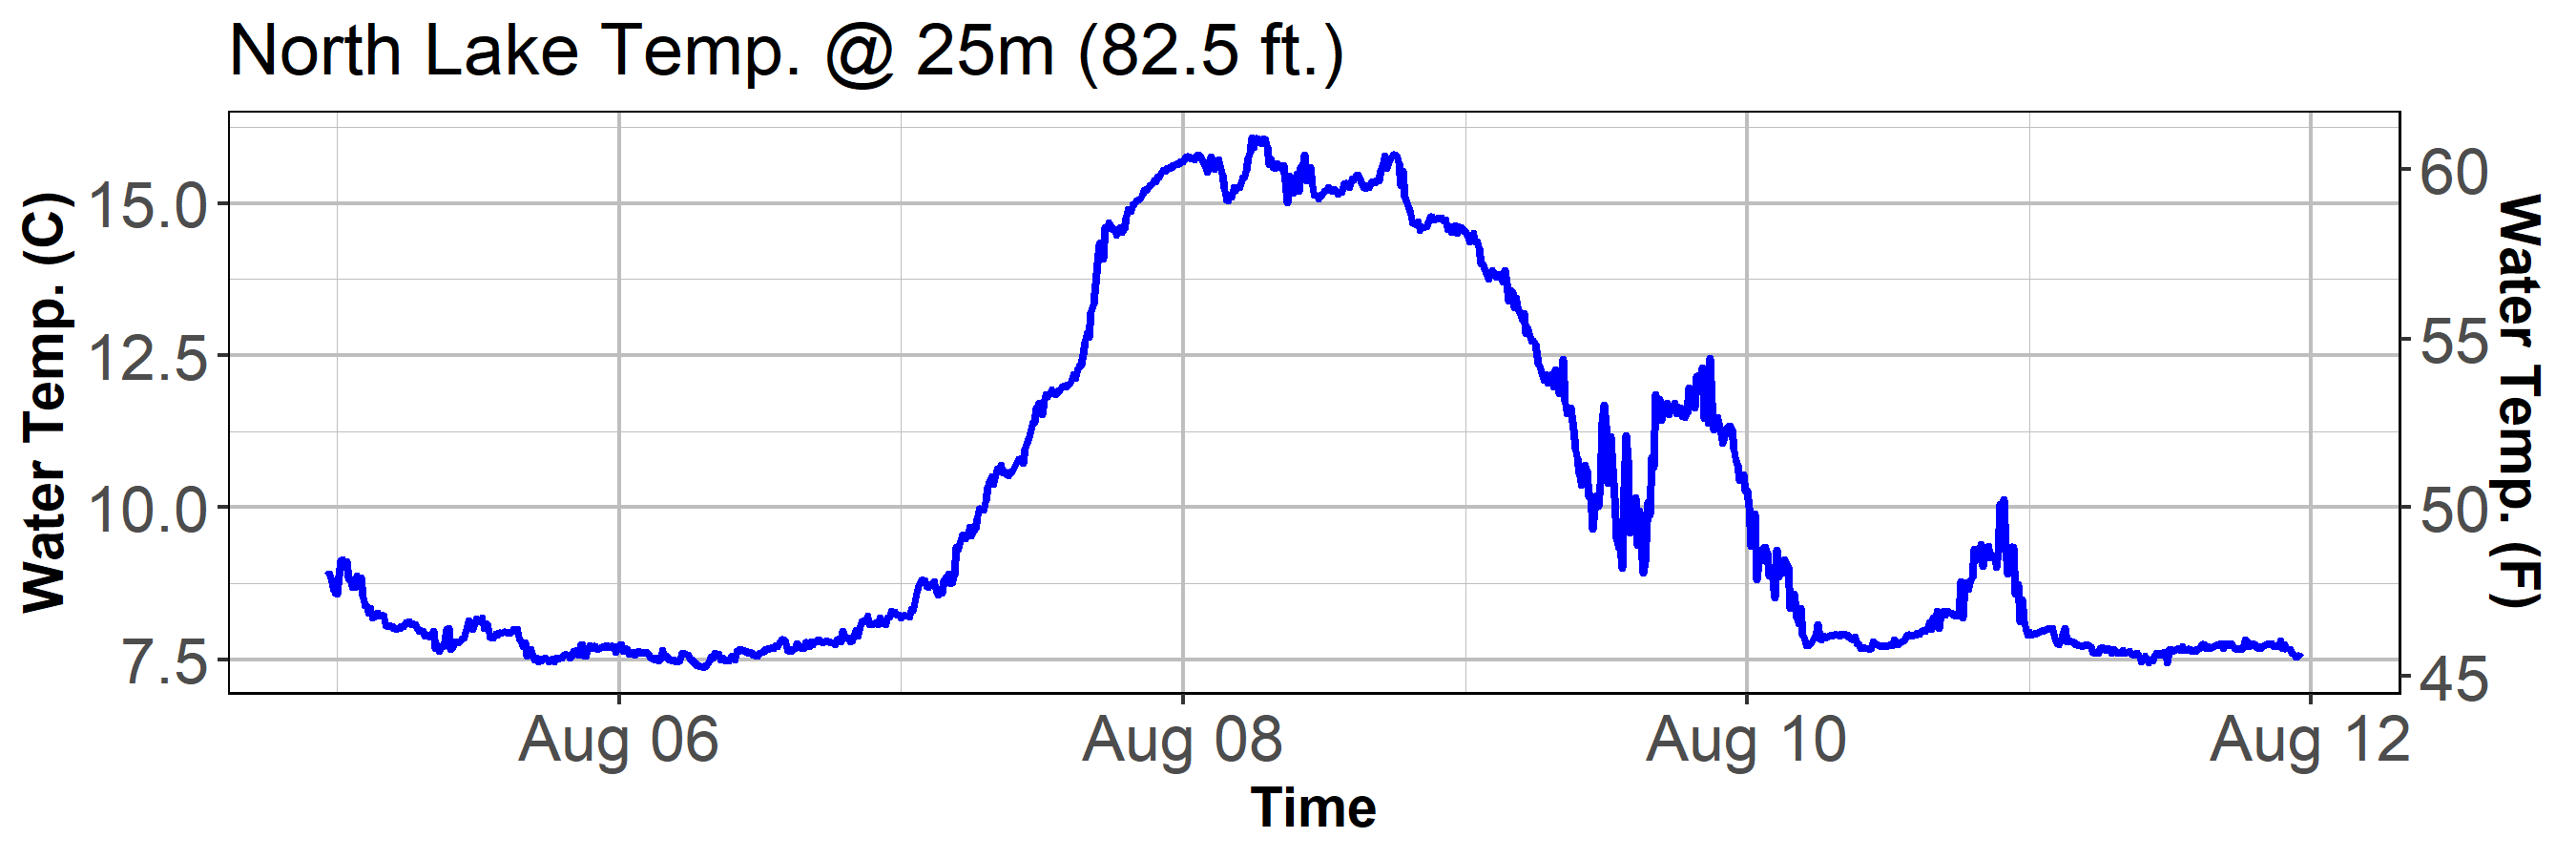 North Lake Temp. @ 25m (82.5 ft.)
Water Temp. (C)
15.0
12.5
10.0
7.5
60
55
50
45
Water Temp. (F)
Aug 06 Aug 08 Aug 10 Aug 12
Time